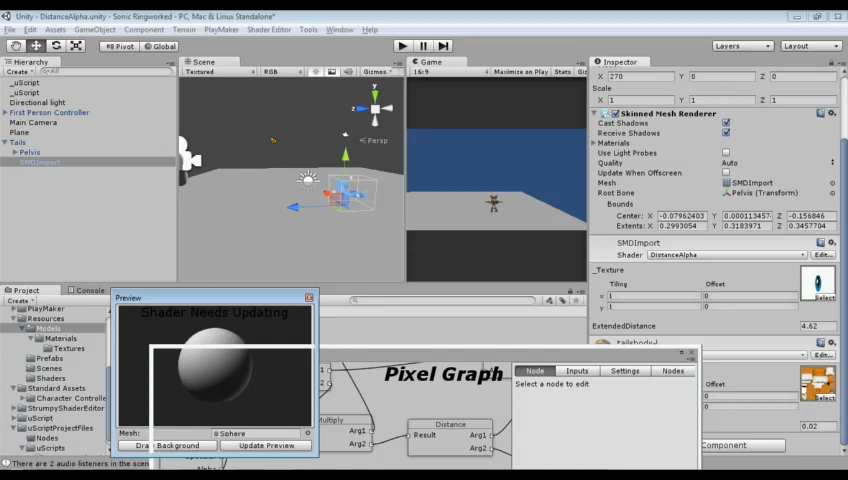 Unity - DistanceAlpha.unity - Sonic Ringworked - PC, Mac & Linux Standalone*
File Edit Assets GameObject Component Terrain PlayMaker Shader Editor Tools Window Help
Pivot Global Layers Layout
Hierarchy
Create All
_uScript
_uScript
Directional light
First Person Controller
Main Camera
Plane
Tails
Pelvis
SMDImport
Scene
Textured RGB Gizmos
y
z
Persp
Game
16:9 Maximize on Play Stats Giz
Inspector
X 270 Y 0 Z 0
Scale
X 1 Y 1 Z 1
Skinned Mesh Renderer
Cast Shadows
Receive Shadows
Materials
Use Light Probes
Quality Auto
Update When Offscreen
Mesh SMDImport
Root Bone Pelvis (Transform)
Bounds
Center: X -0.07962403 Y 0.000113457 Z -0.156846
Extents: X 0.2993054 Y 0.3183971 Z 0.3457704
SMDImport
Shader DistanceAlpha Edit...
_Texture
Tiling Offset
x 1 0
y 1 0
Select
ExtendedDistance 4.62
Edit...
Offset
0
0
Select
0.02
Component
Project Console
Create
PlayMaker
Resources
Models
Materials
Textures
Prefabs
Scenes
Shaders
Standard Assets
Character Controlle
StrumpyShaderEditor
uScript
uScriptProjectFiles
Nodes
uScripts
Preview
Shader Needs Updating
Mesh: Sphere
Draw Background Update Preview
Pixel Graph
Multiply
Arg1
Arg2
Distance
Result Arg1
Arg2
Alpha
Node Inputs Settings Nodes
Select a node to edit
There are 2 audio listeners in the scen